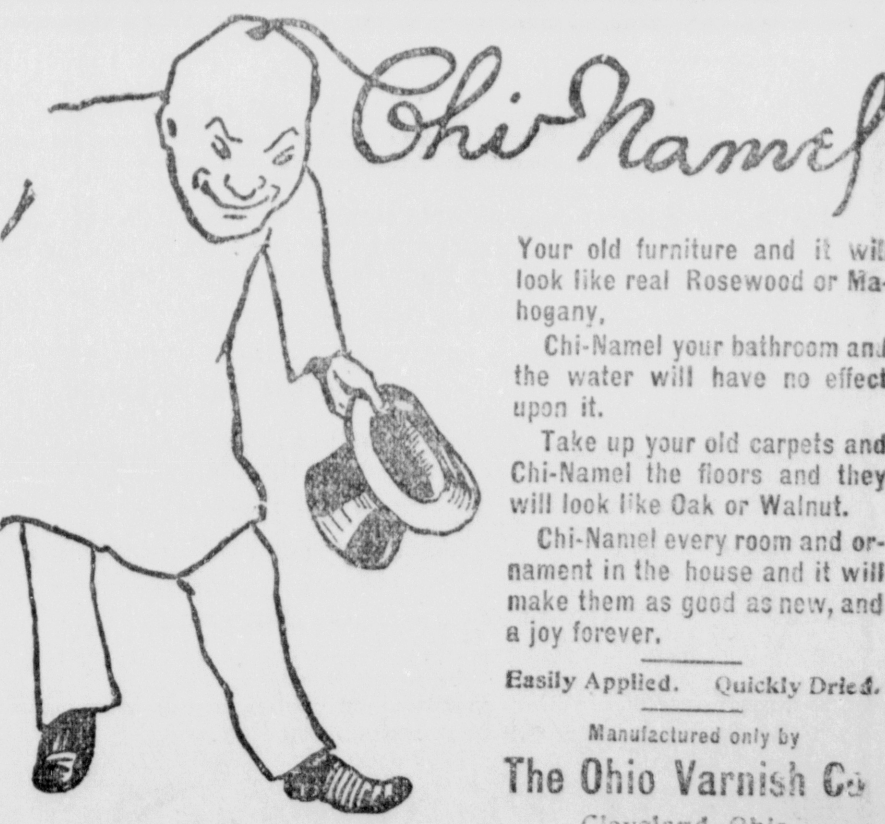 Chi-Namel
Your old furniture and it wil
look like real Rosewood or Ma-
hogany.
Chi-Namel your bathroom and
the water will have no effect
upon it.
Take up your old carpets and
Chi-Namel the floors and they
will look like Oak or Walnut.
Chi-Namel every room and or-
nament in the house and it will
make them as good as new, and
a joy forever.
Easily Applied. Quickly Dried.
Manufactured only by
The Ohio Varnish Co
Cleveland, Ohio